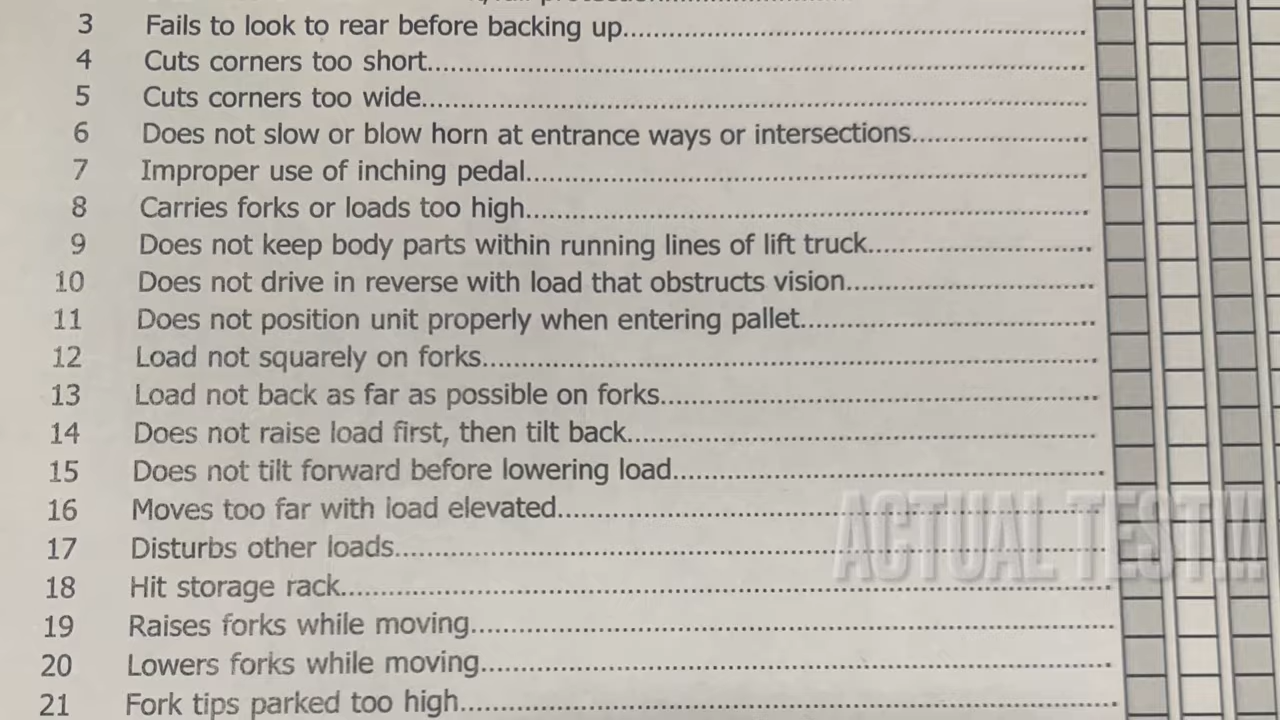 3 Fails to look to rear before backing up
4 Cuts corners too short
5 Cuts corners too wide
6 Does not slow or blow horn at entrance ways or intersections
7 Improper use of inching pedal
8 Carries forks or loads too high
9 Does not keep body parts within running lines of lift truck
10 Does not drive in reverse with load that obstructs vision
11 Does not position unit properly when entering pallet
12 Load not squarely on forks
13 Load not back as far as possible on forks
14 Does not raise load first, then tilt back
15 Does not tilt forward before lowering load
16 Moves too far with load elevated
ACTUAL TEST!!!
17 Disturbs other loads
18 Hit storage rack
19 Raises forks while moving
20 Lowers forks while moving
21 Fork tips parked too high